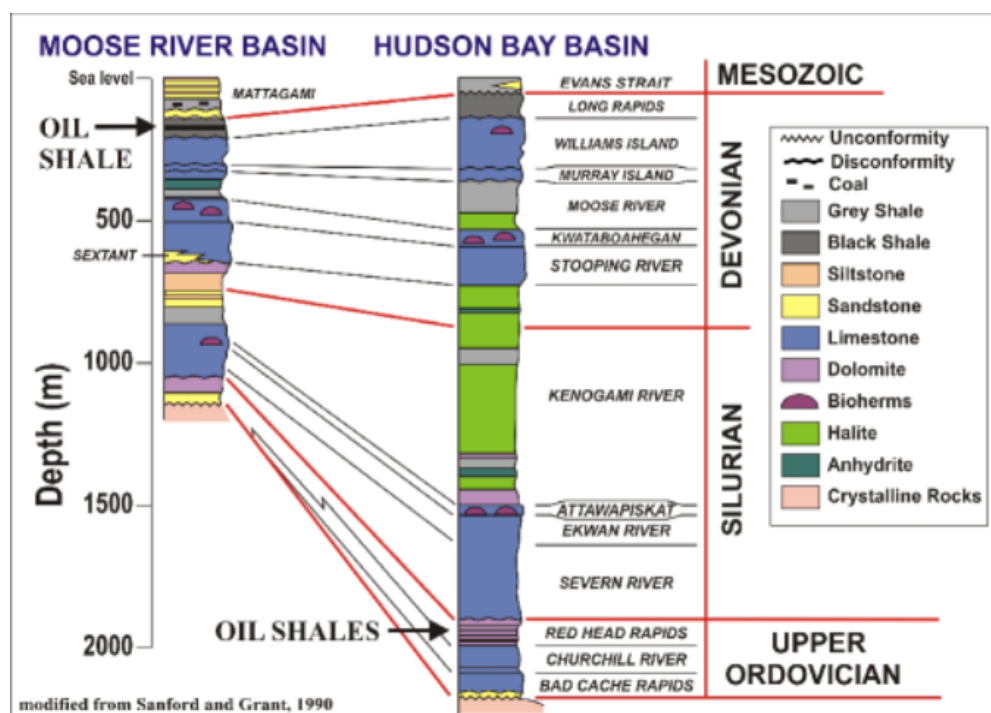 MOOSE RIVER BASIN
HUDSON BAY BASIN
Sea level
MATTAGAMI
OIL
SHALE
500
SEXTANT
1000
1500
2000
Depth (m)
OIL SHALES
EVANS STRAIT
LONG RAPIDS
WILLIAMS ISLAND
MURRAY ISLAND
MOOSE RIVER
KWATABOAHEGAN
STOOPING RIVER
KENOGAMI RIVER
ATTAWAPISKAT
EKWAN RIVER
SEVERN RIVER
RED HEAD RAPIDS
CHURCHILL RIVER
BAD CACHE RAPIDS
MESOZOIC
DEVONIAN
SILURIAN
UPPER
ORDOVICIAN
Unconformity
Disconformity
Coal
Grey Shale
Black Shale
Siltstone
Sandstone
Limestone
Dolomite
Bioherms
Halite
Anhydrite
Crystalline Rocks
modified from Sanford and Grant, 1990